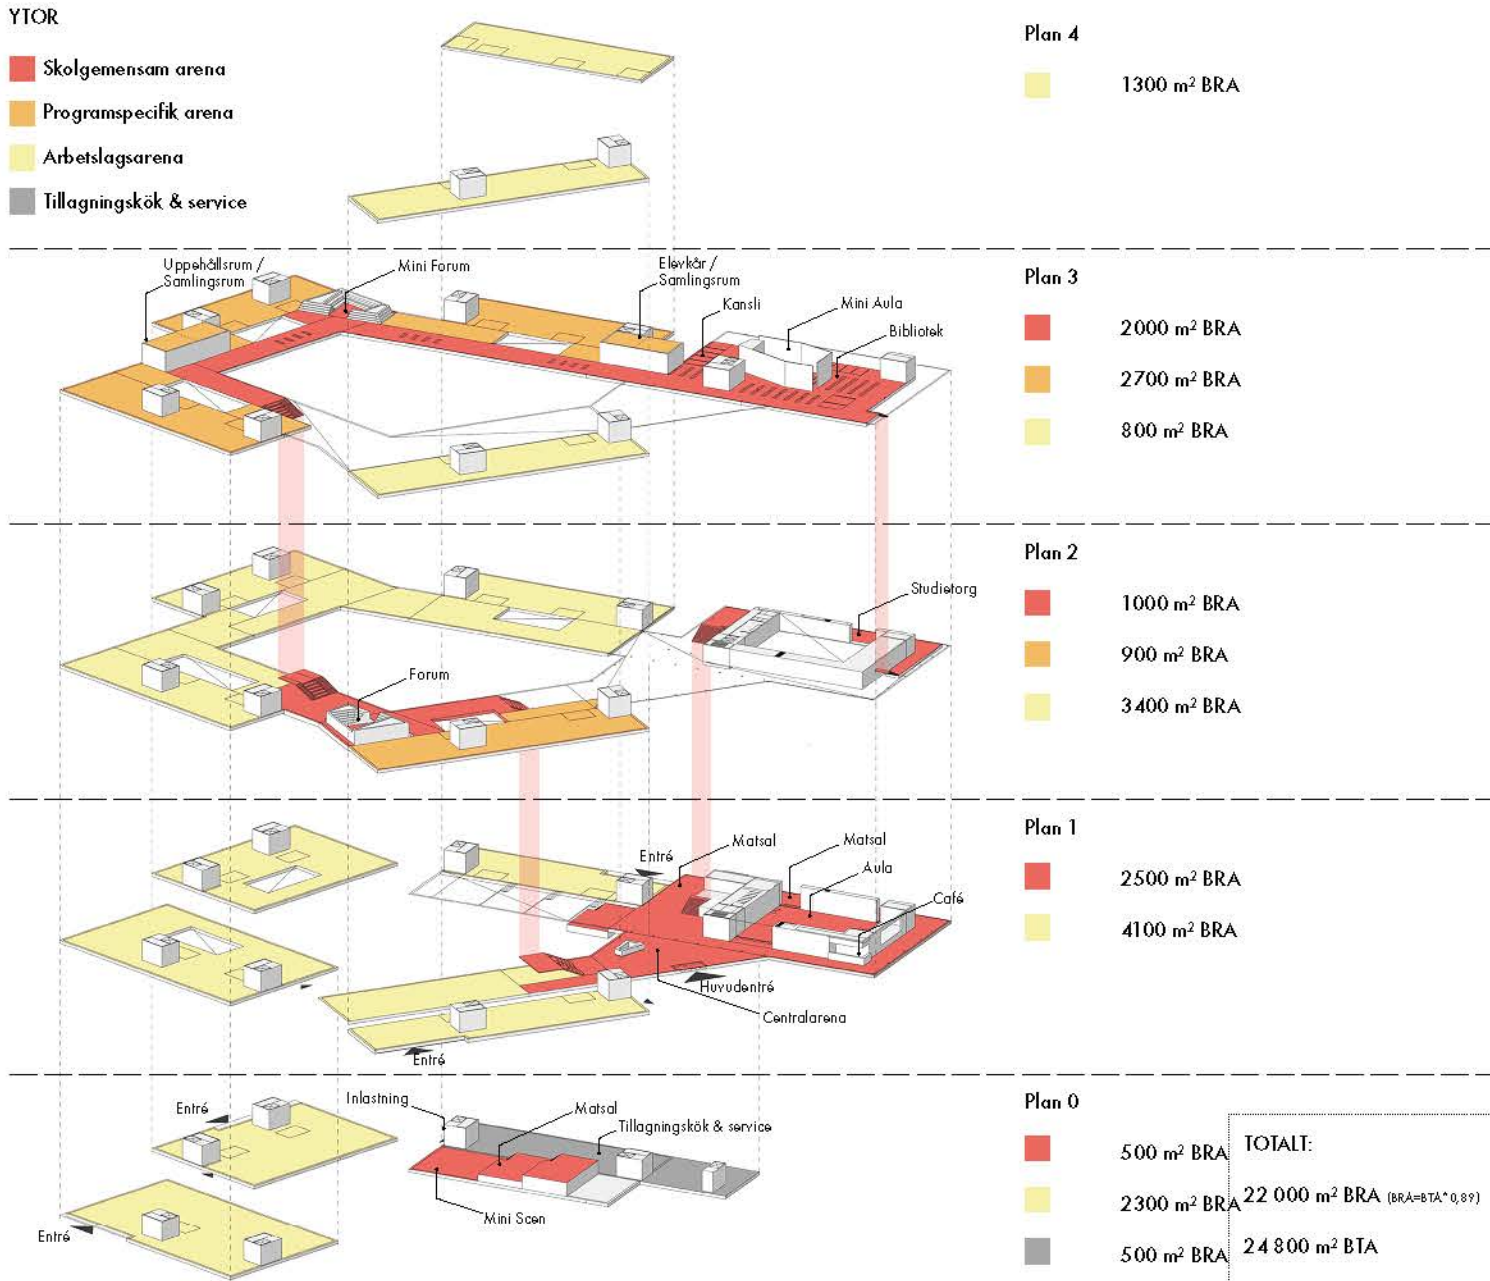 YTOR
Skolgemensam arena
Programspecifik arena
Arbetslagsarena
Tillagningskök & service
Plan 4
1300 m² BRA
Uppehållsrum /
Samlingsrum
Mini Forum
Elevkår /
Samlingsrum
Kansli
Mini Aula
Bibliotek
Plan 3
2000 m² BRA
2700 m² BRA
800 m² BRA
Forum
Studietorg
Plan 2
1000 m² BRA
900 m² BRA
3400 m² BRA
Entré
Matsal
Matsal
Aula
Café
Huvudentré
Centralarena
Entré
Plan 1
2500 m² BRA
4100 m² BRA
Entré
Entré
Inlastning
Matsal
Tillagningskök & service
Mini Scen
Plan 0
500 m² BRA
2300 m² BRA
500 m² BRA
TOTALT:
22 000 m² BRA (BRA=BTA*0,89)
24 800 m² BTA